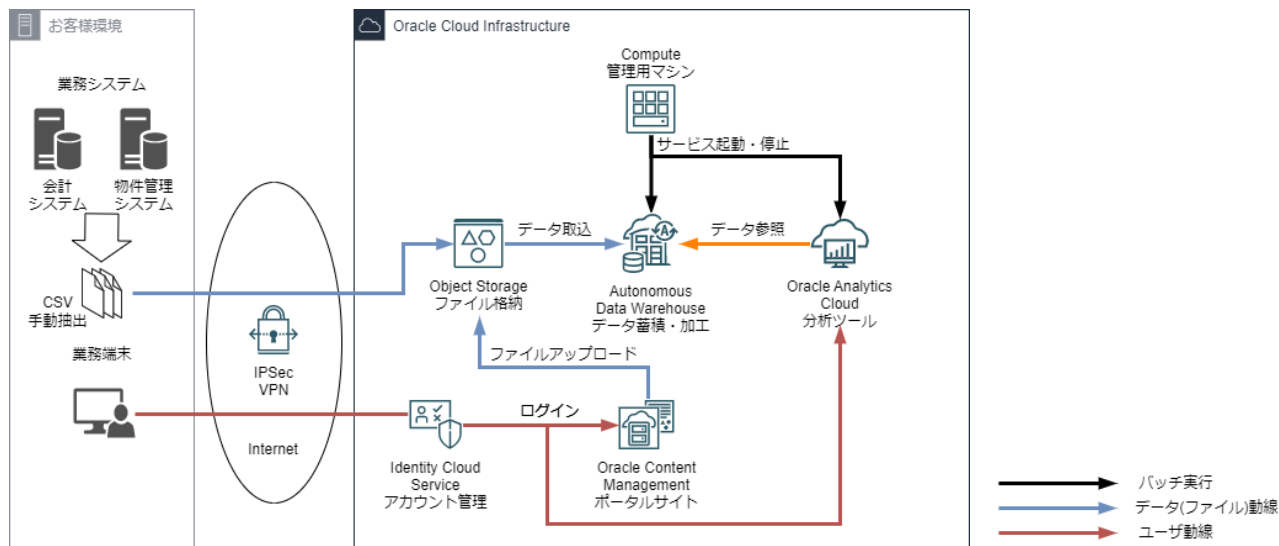 お客様環境
Oracle Cloud Infrastructure
業務システム
会計
システム
物件管理
システム
CSV
手動抽出
業務端末
IPSec
VPN
Internet
Compute
管理用マシン
サービス起動・停止
データ取込
データ参照
Object Storage
ファイル格納
Autonomous
Data Warehouse
データ蓄積・加工
Oracle Analytics
Cloud
分析ツール
ファイルアップロード
ログイン
Identity Cloud
Service
アカウント管理
Oracle Content
Management
ポータルサイト
バッチ実行
データ(ファイル)動線
ユーザ動線